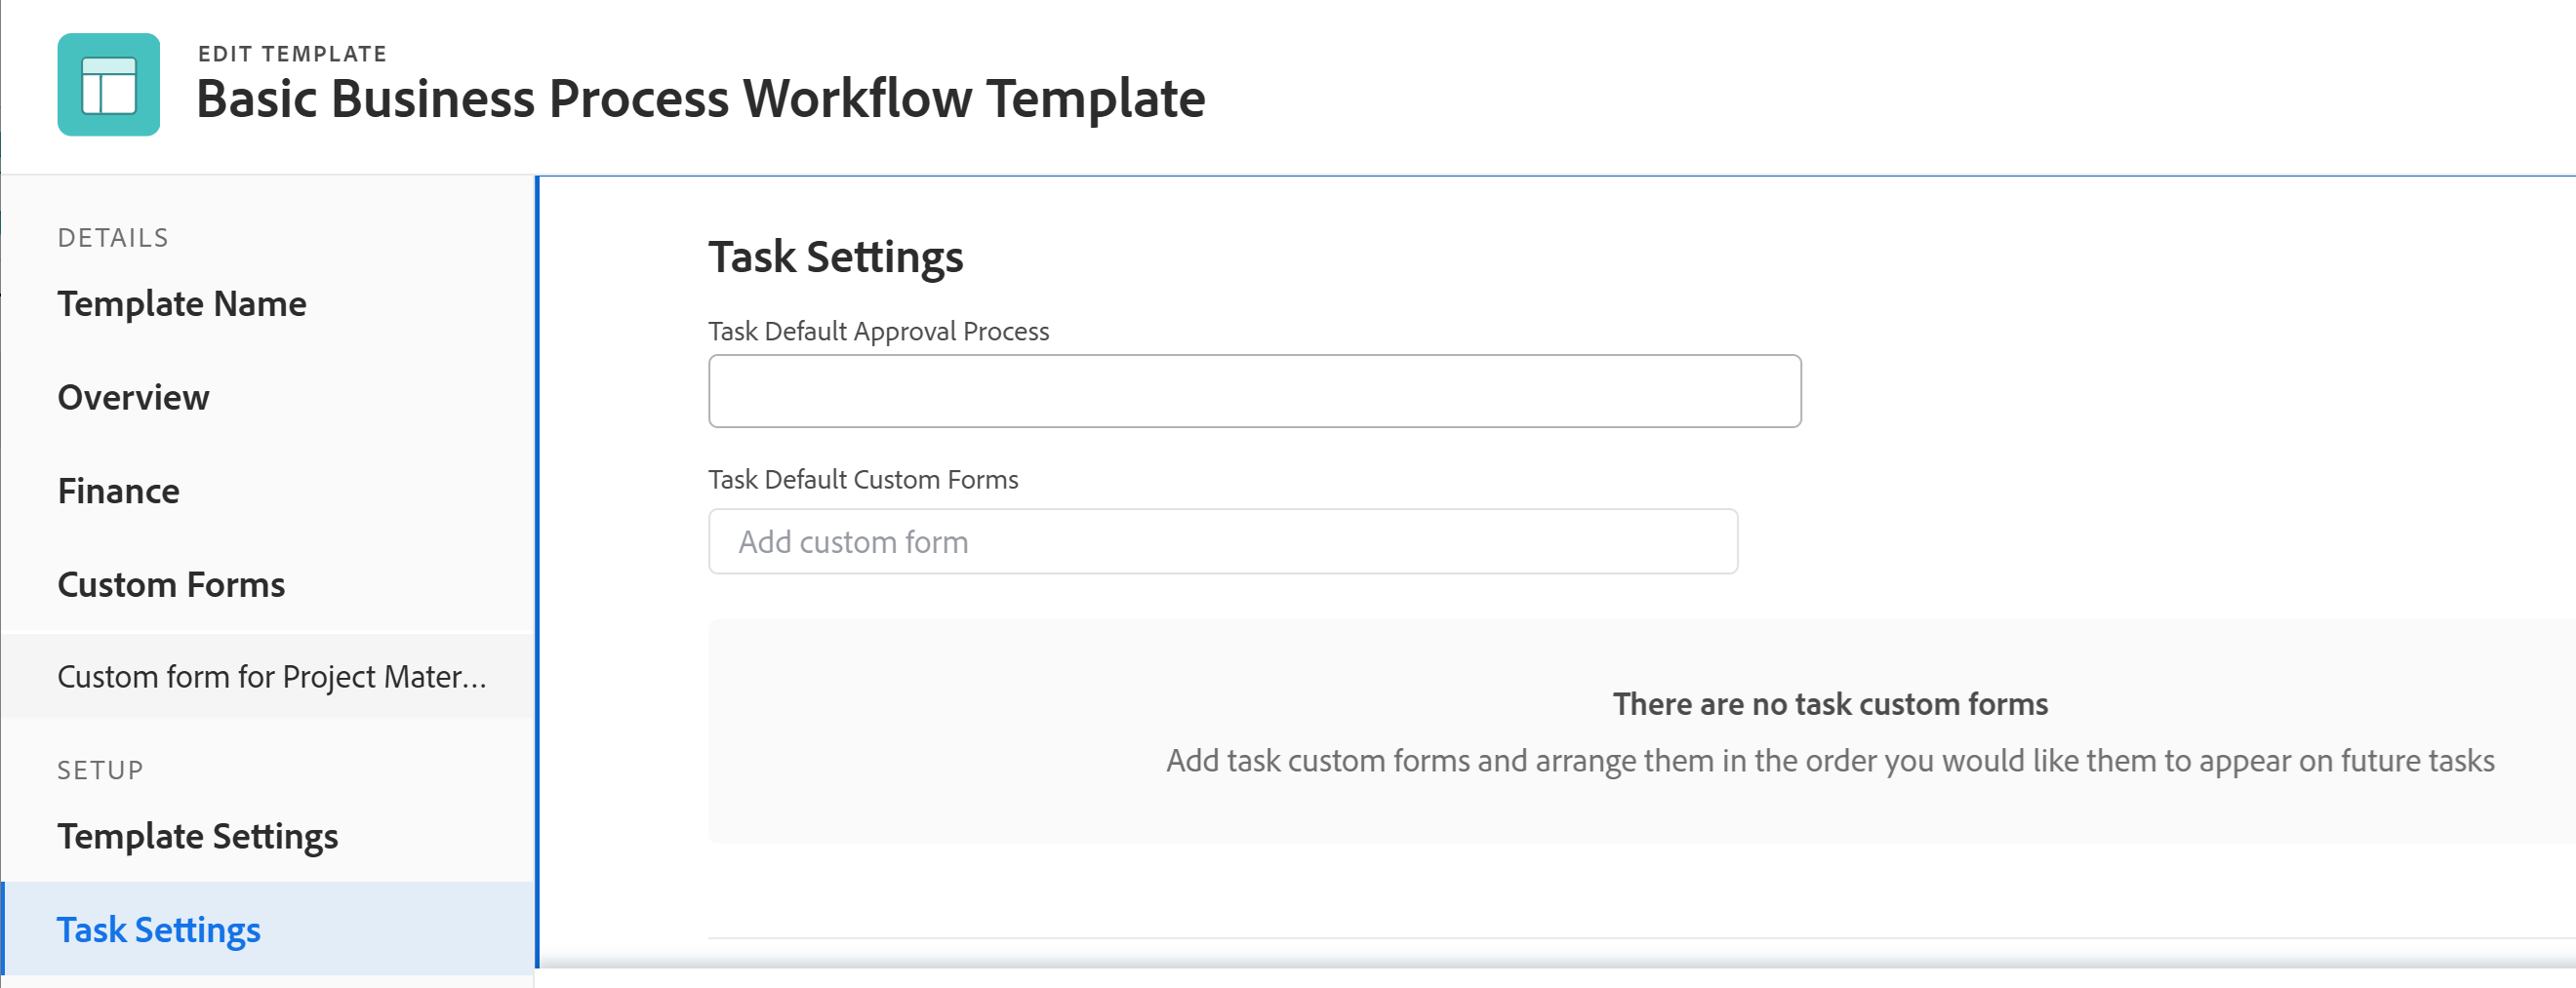 EDIT TEMPLATE
Basic Business Process Workflow Template
DETAILS
Template Name
Overview
Finance
Custom Forms
Custom form for Project Mater...
SETUP
Template Settings
Task Settings
Task Settings
Task Default Approval Process
Task Default Custom Forms
Add custom form
There are no task custom forms
Add task custom forms and arrange them in the order you would like them to appear on future tasks